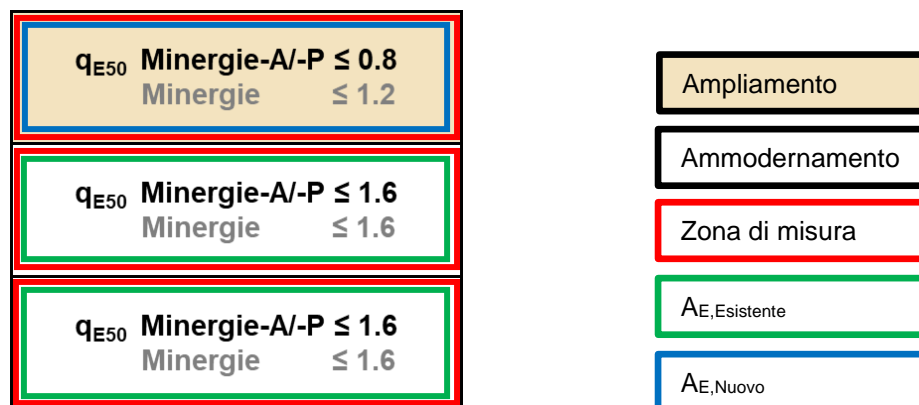 qE50 Minergie-A/-P ≤ 0.8
Minergie ≤ 1.2
qE50 Minergie-A/-P ≤ 1.6
Minergie ≤ 1.6
qE50 Minergie-A/-P ≤ 1.6
Minergie ≤ 1.6
Ampliamento
Ammodernamento
Zona di misura
AE,Esistente
AE,Nuovo